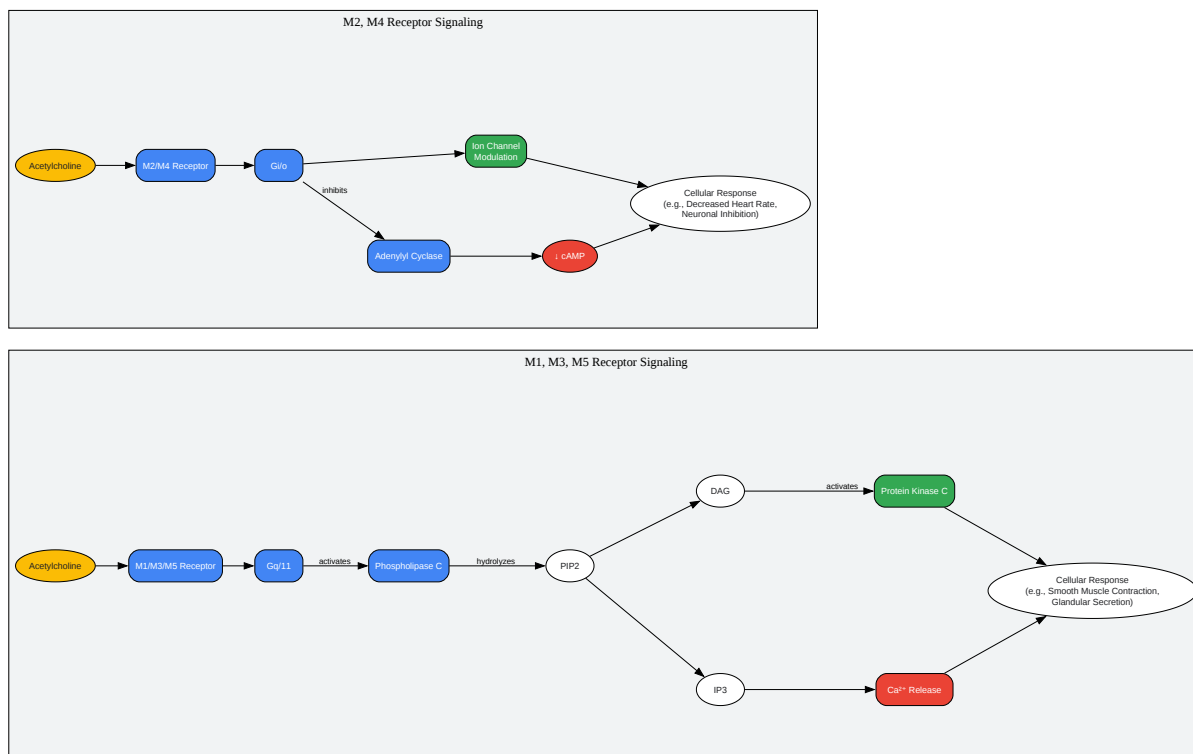 M2, M4 Receptor Signaling
Acetylcholine
M2/M4 Receptor
Gi/o
Ion Channel
Modulation
inhibits
Adenylyl Cyclase
↓ cAMP
Cellular Response
(e.g., Decreased Heart Rate,
Neuronal Inhibition)
M1, M3, M5 Receptor Signaling
Acetylcholine
M1/M3/M5 Receptor
Gq/11
activates
Phospholipase C
hydrolyzes
PIP2
DAG
activates
Protein Kinase C
IP3
Ca²⁺ Release
Cellular Response
(e.g., Smooth Muscle Contraction,
Glandular Secretion)